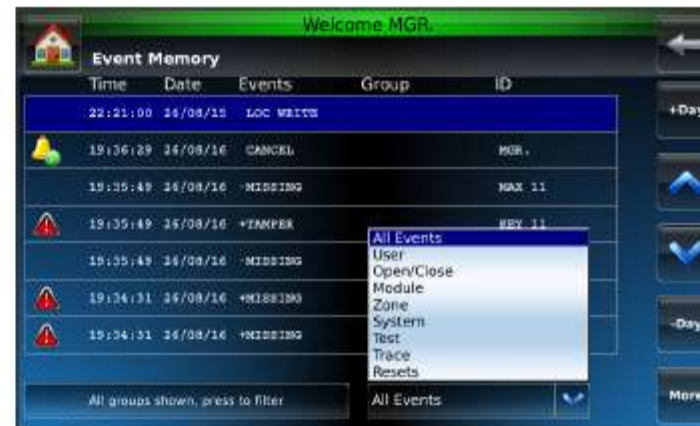 Welcome MGR.
Event Memory
Time Date Events Group ID
22:21:00 26/08/15 LOC WRITE
+Day
19:36:29 26/08/16 CANCEL MGR.
19:35:49 26/08/16 -MISSING MAX 11
19:35:49 26/08/16 +TAMPER KEY 11
19:35:49 26/08/16 -MISSING
19:34:31 26/08/16 +MISSING
19:34:31 26/08/16 +MISSING
All Events
User
Open/Close
Module
Zone
System
Test
Trace
Resets
-Day
All groups shown, press to filter
All Events
More